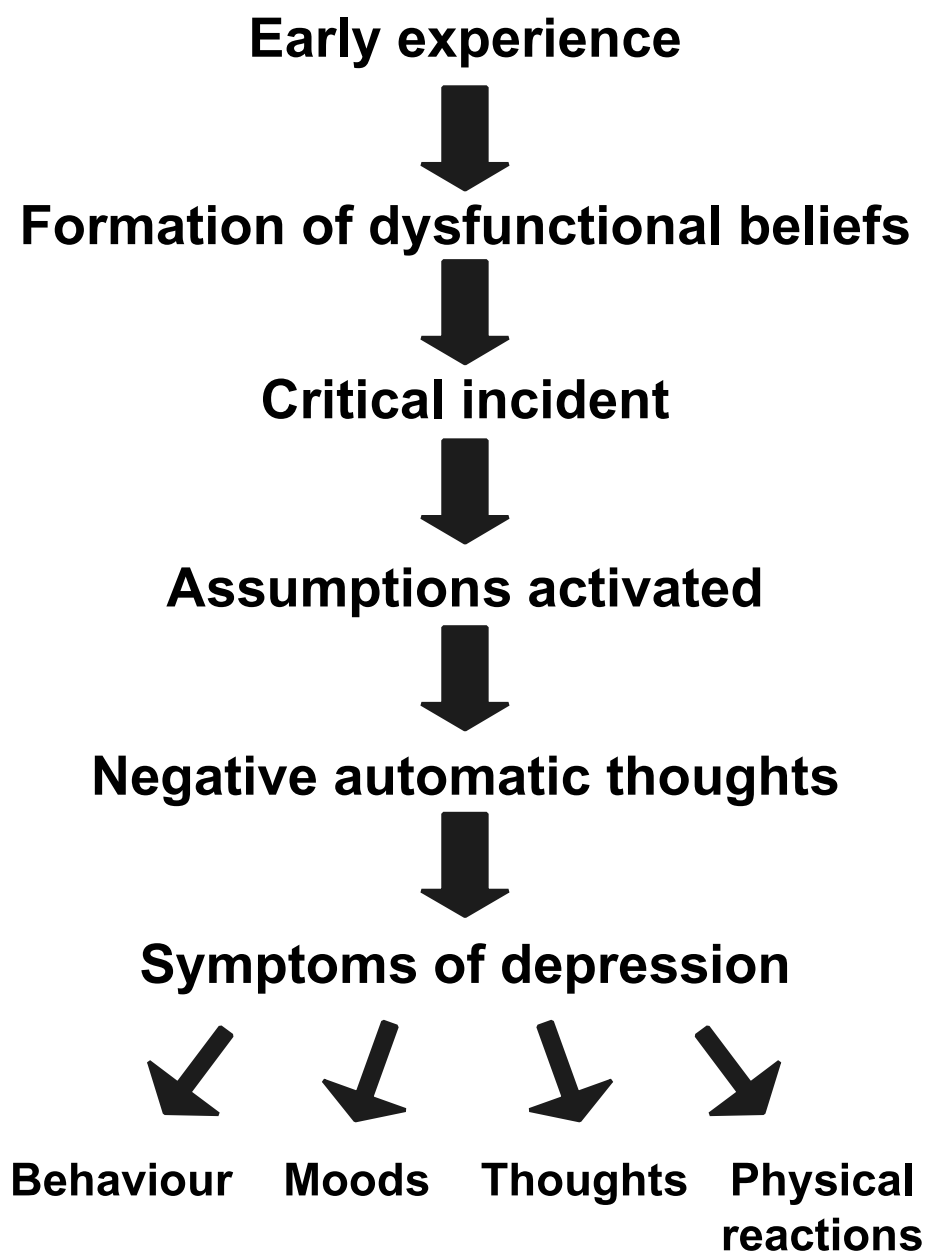 Early experience
Formation of dysfunctional beliefs
Critical incident
Assumptions activated
Negative automatic thoughts
Symptoms of depression
Behaviour Moods Thoughts Physical
reactions